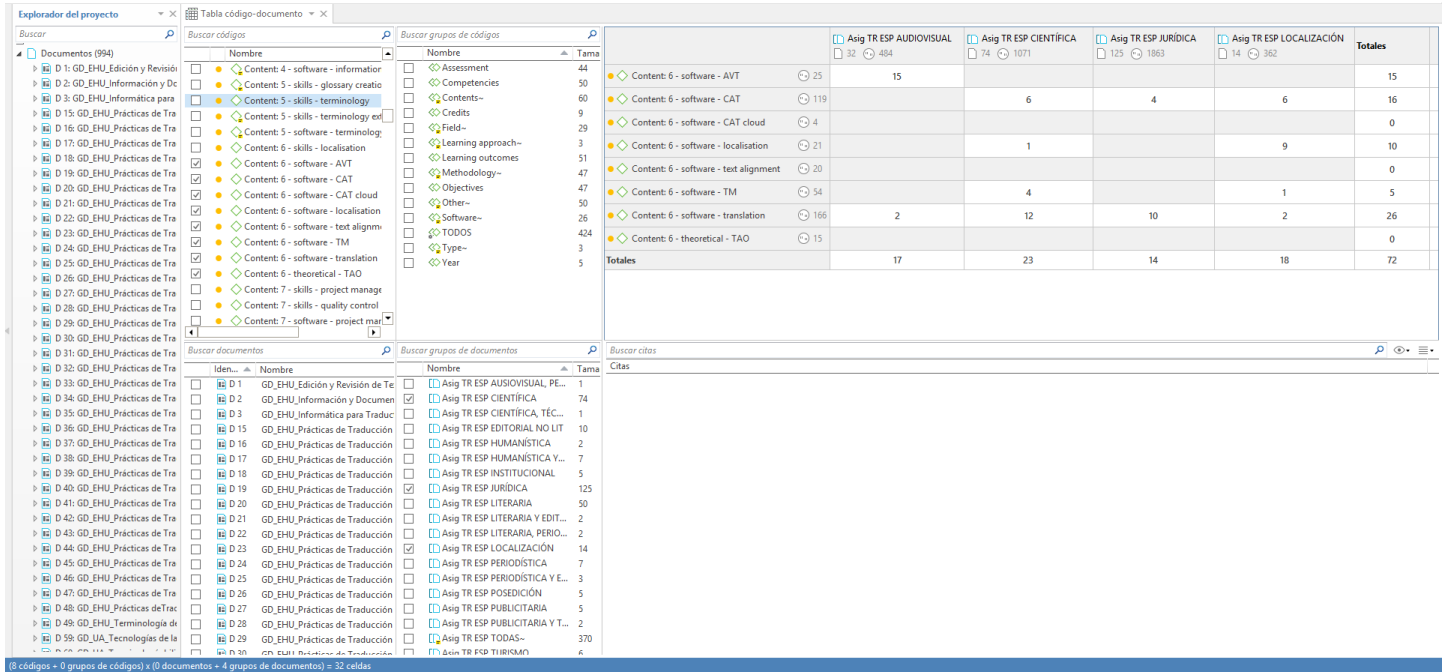 Explorador del proyecto
Tabla código-documento
Buscar
Documentos (994)
D 1: GD_EHU_Edición y Revisió
D 2: GD_EHU_Información y Dc
D 3: GD_EHU_Informática para
D 15: GD_EHU_Prácticas de Tra
D 16: GD_EHU_Prácticas de Tra
D 17: GD_EHU_Prácticas de Tra
D 18: GD_EHU_Prácticas de Tra
D 19: GD_EHU_Prácticas de Tra
D 20: GD_EHU_Prácticas de Tra
D 21: GD_EHU_Prácticas de Tra
D 22: GD_EHU_Prácticas de Tra
D 23: GD_EHU_Prácticas de Tra
D 24: GD_EHU_Prácticas de Tra
D 25: GD_EHU_Prácticas de Tra
D 26: GD_EHU_Prácticas de Tra
D 27: GD_EHU_Prácticas de Tra
D 28: GD_EHU_Prácticas de Tra
D 29: GD_EHU_Prácticas de Tra
D 30: GD_EHU_Prácticas de Tra
D 31: GD_EHU_Prácticas de Tra
D 32: GD_EHU_Prácticas de Tra
D 33: GD_EHU_Prácticas de Tra
D 34: GD_EHU_Prácticas de Tra
D 35: GD_EHU_Prácticas de Tra
D 36: GD_EHU_Prácticas de Tra
D 37: GD_EHU_Prácticas de Tra
D 38: GD_EHU_Prácticas de Tra
D 39: GD_EHU_Prácticas de Tra
D 40: GD_EHU_Prácticas de Tra
D 41: GD_EHU_Prácticas de Tra
D 42: GD_EHU_Prácticas de Tra
D 43: GD_EHU_Prácticas de Tra
D 44: GD_EHU_Prácticas de Tra
D 45: GD_EHU_Prácticas de Tra
D 46: GD_EHU_Prácticas de Tra
D 47: GD_EHU_Prácticas de Tra
D 48: GD_EHU_Prácticas deTrac
D 49: GD_EHU_Terminología de
D 59: GD_UA_Tecnologías de la
Buscar códigos
Nombre
Content: 4 - software - information
Content: 5 - skills - glossary creatio
Content: 5 - skills - terminology
Content: 5 - skills - terminology ext
Content: 5 - software - terminology
Content: 6 - skills - localisation
Content: 6 - software - AVT
Content: 6 - software - CAT
Content: 6 - software - CAT cloud
Content: 6 - software - localisation
Content: 6 - software - text alignm
Content: 6 - software - TM
Content: 6 - software - translation
Content: 6 - theoretical - TAO
Content: 7 - skills - project manage
Content: 7 - skills - quality control
Content: 7 - software - project mar
Buscar grupos de códigos
Nombre Tama
Assessment 44
Competencies 50
Contents~ 60
Credits 9
Field~ 29
Learning approach~ 3
Learning outcomes 51
Methodology~ 47
Objectives 47
Other~ 50
Software~ 26
TODOS 424
Type~ 3
Year 5
Asig TR ESP AUDIOVISUAL Asig TR ESP CIENTÍFICA Asig TR ESP JURÍDICA Asig TR ESP LOCALIZACIÓN Totales
32 484 74 1071 125 1863 14 362
Content: 6 - software - AVT 25 15 15
Content: 6 - software - CAT 119 6 4 6 16
Content: 6 - software - CAT cloud 4 0
Content: 6 - software - localisation 21 1 9 10
Content: 6 - software - text alignment 20 0
Content: 6 - software - TM 54 4 1 5
Content: 6 - software - translation 166 2 12 10 2 26
Content: 6 - theoretical - TAO 15 0
Totales 17 23 14 18 72
Buscar documentos
Iden... Nombre
D 1 GD_EHU_Edición y Revisión de Te
D 2 GD_EHU_Información y Documen
D 3 GD_EHU_Informática para Traduc
D 15 GD_EHU_Prácticas de Traducción
D 16 GD_EHU_Prácticas de Traducción
D 17 GD_EHU_Prácticas de Traducción
D 18 GD_EHU_Prácticas de Traducción
D 19 GD_EHU_Prácticas de Traducción
D 20 GD_EHU_Prácticas de Traducción
D 21 GD_EHU_Prácticas de Traducción
D 22 GD_EHU_Prácticas de Traducción
D 23 GD_EHU_Prácticas de Traducción
D 24 GD_EHU_Prácticas de Traducción
D 25 GD_EHU_Prácticas de Traducción
D 26 GD_EHU_Prácticas de Traducción
D 27 GD_EHU_Prácticas de Traducción
D 28 GD_EHU_Prácticas de Traducción
D 29 GD_EHU_Prácticas de Traducción
D 30 GD_EHU_Prácticas de Traducción
Buscar grupos de documentos
Nombre Tama
Asig TR ESP AUSIOVISUAL, PE... 1
Asig TR ESP CIENTÍFICA 74
Asig TR ESP CIENTÍFICA, TÉC... 1
Asig TR ESP EDITORIAL NO LIT 10
Asig TR ESP HUMANÍSTICA 2
Asig TR ESP HUMANÍSTICA Y... 7
Asig TR ESP INSTITUCIONAL 5
Asig TR ESP JURÍDICA 125
Asig TR ESP LITERARIA 50
Asig TR ESP LITERARIA Y EDIT... 2
Asig TR ESP LITERARIA, PERIO... 2
Asig TR ESP LOCALIZACIÓN 14
Asig TR ESP PERIODÍSTICA 7
Asig TR ESP PERIODÍSTICA Y E... 3
Asig TR ESP POSEDICIÓN 5
Asig TR ESP PUBLICITARIA 5
Asig TR ESP PUBLICITARIA Y T... 2
Asig TR ESP TODAS~ 370
Asig TR ESP TURISMO 6
Buscar citas
Citas
(8 códigos + 0 grupos de códigos) x (0 documentos + 4 grupos de documentos) = 32 celdas